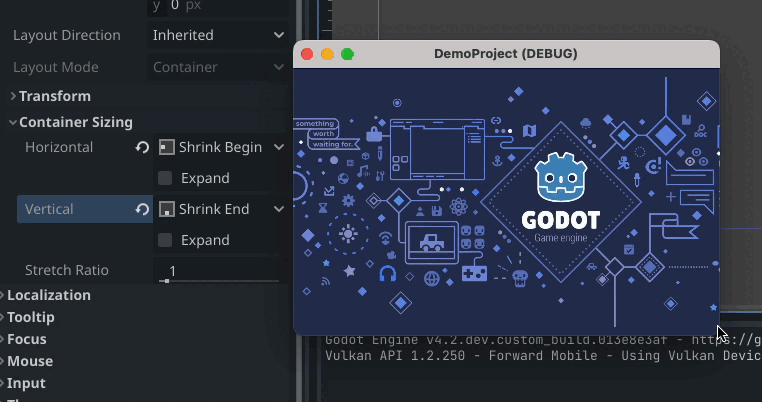 y 0 px
Layout Direction Inherited
Layout Mode Container
Transform
Container Sizing
Horizontal Shrink Begin
Expand
Vertical Shrink End
Expand
Stretch Ratio 1
Localization
Tooltip
Focus
Mouse
Input
DemoProject (DEBUG)
something
worth
waiting for.
DOC
GODOT
Game engine
Godot Engine v4.2.dev.custom_build.013e8e3af - https://g
Vulkan API 1.2.250 - Forward Mobile - Using Vulkan Devic